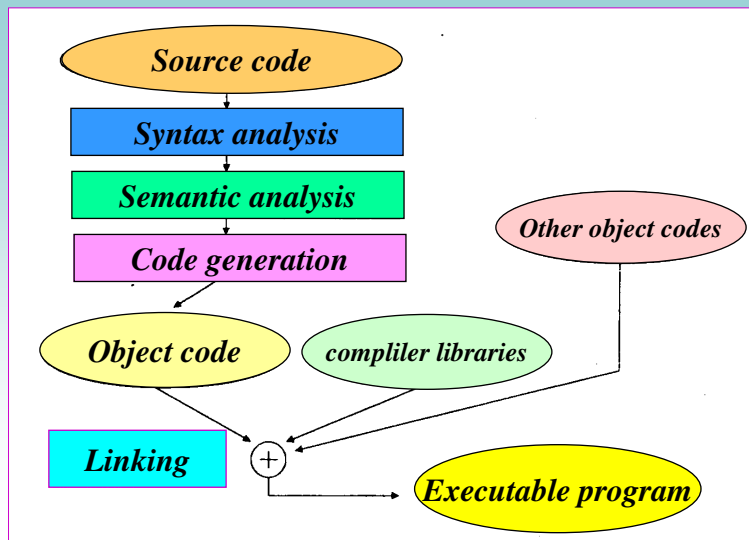 Source code
Syntax analysis
Semantic analysis
Code generation
Other object codes
Object code
compliler libraries
Linking
+
Executable program